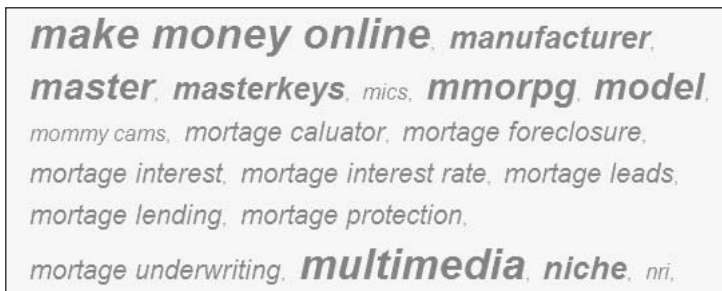 make money online, manufacturer,
master, masterkeys, mics, mmorpg, model,
mommy cams, mortage caluator, mortage foreclosure,
mortage interest, mortage interest rate, mortage leads,
mortage lending, mortage protection,
mortage underwriting, multimedia, niche, nri,